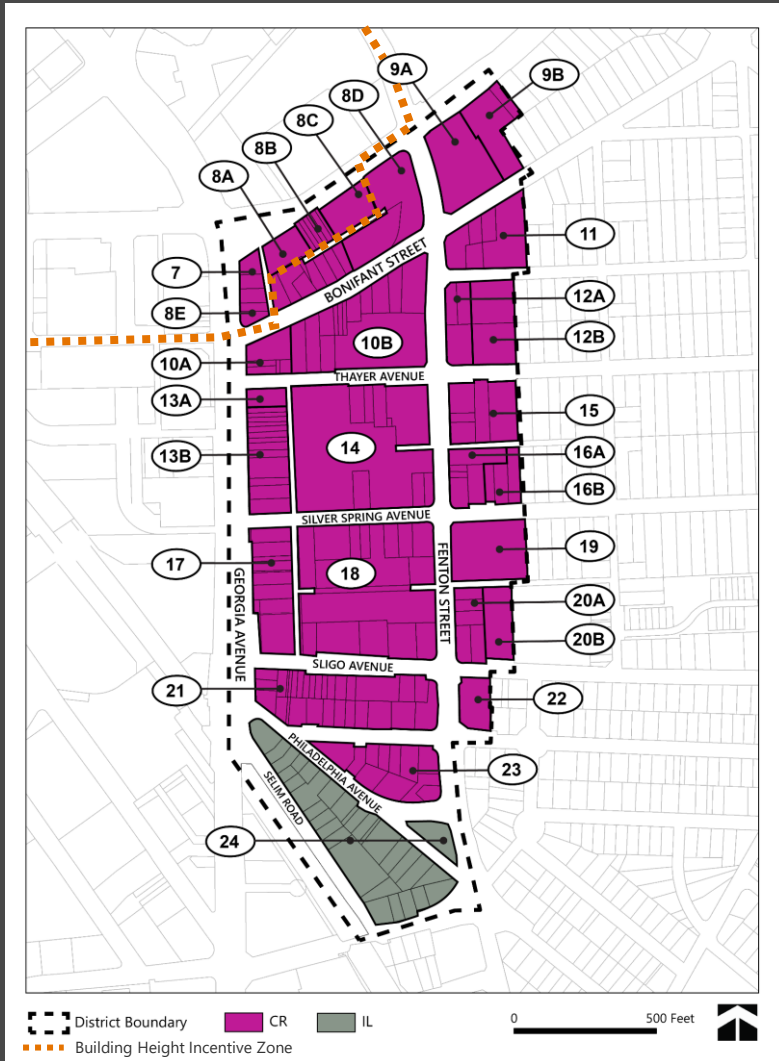 9A
9B
8D
8C
8B
8A
7
11
8E
BONIFANT STREET
12A
12B
10B
10A
THAYER AVENUE
13A
15
13B
14
16A
16B
SILVER SPRING AVENUE
19
17
18
FENTON STREET
GEORGIA AVENUE
20A
20B
SLIGO AVENUE
21
22
PHILADELPHIA AVENUE
23
SELIM ROAD
24
District Boundary CR IL 0 500 Feet
Building Height Incentive Zone